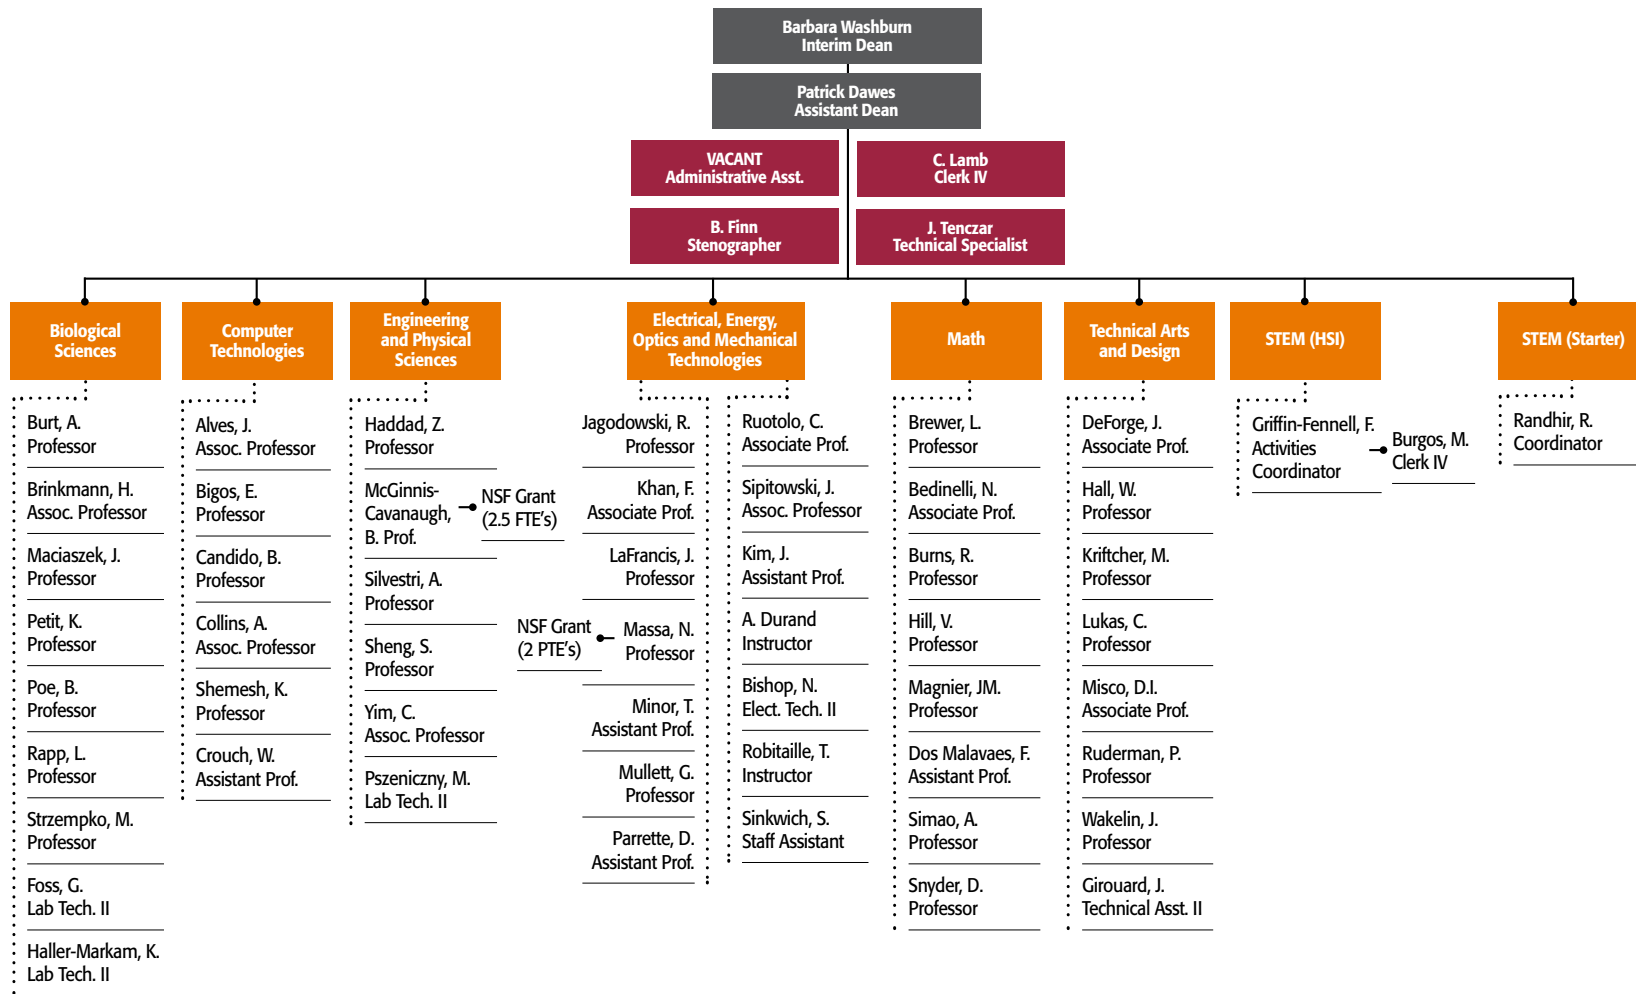 Barbara Washburn
Interim Dean
Patrick Dawes
Assistant Dean
VACANT
Administrative Asst.
C. Lamb
Clerk IV
B. Finn
Stenographer
J. Tenczar
Technical Specialist
Biological
Sciences
Burt, A.
Professor
Brinkmann, H.
Assoc. Professor
Maciaszek, J.
Professor
Petit, K.
Professor
Poe, B.
Professor
Rapp, L.
Professor
Strzempko, M.
Professor
Foss, G.
Lab Tech. II
Haller-Markam, K.
Lab Tech. II
Computer
Technologies
Alves, J.
Assoc. Professor
Bigos, E.
Professor
Candido, B.
Professor
Collins, A.
Assoc. Professor
Shemesh, K.
Professor
Crouch, W.
Assistant Prof.
Engineering
and Physical
Sciences
Haddad, Z.
Professor
McGinnis-
Cavanaugh,
B. Prof.
NSF Grant
(2.5 FTE's)
Silvestri, A.
Professor
Sheng, S.
Professor
Yim, C.
Assoc. Professor
Pszeniczny, M.
Lab Tech. II
Electrical, Energy,
Optics and Mechanical
Technologies
Jagodowski, R.
Professor
Khan, F.
Associate Prof.
LaFrancis, J.
Professor
NSF Grant
(2 PTE's)
Massa, N.
Professor
Minor, T.
Assistant Prof.
Mullett, G.
Professor
Parrette, D.
Assistant Prof.
Ruotolo, C.
Associate Prof.
Sipitowski, J.
Assoc. Professor
Kim, J.
Assistant Prof.
A. Durand
Instructor
Bishop, N.
Elect. Tech. II
Robitaille, T.
Instructor
Sinkwich, S.
Staff Assistant
Math
Brewer, L.
Professor
Bedinelli, N.
Associate Prof.
Burns, R.
Professor
Hill, V.
Professor
Magnier, JM.
Professor
Dos Malavaes, F.
Assistant Prof.
Simao, A.
Professor
Snyder, D.
Professor
Technical Arts
and Design
DeForge, J.
Associate Prof.
Hall, W.
Professor
Kriftcher, M.
Professor
Lukas, C.
Professor
Misco, D.I.
Associate Prof.
Ruderman, P.
Professor
Wakelin, J.
Professor
Girouard, J.
Technical Asst. II
STEM (HSI)
Griffin-Fennell, F.
Activities
Coordinator
Burgos, M.
Clerk IV
STEM (Starter)
Randhir, R.
Coordinator